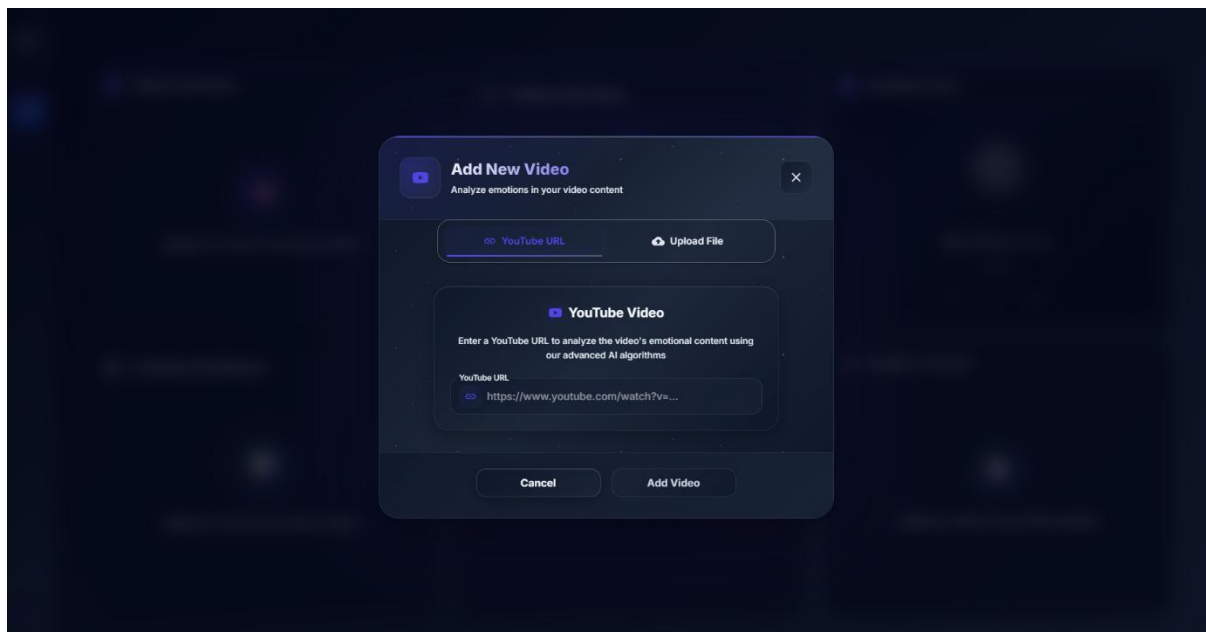 Add New Video
Analyze emotions in your video content
YouTube URL
Upload File
YouTube Video
Enter a YouTube URL to analyze the video's emotional content using
our advanced AI algorithms
YouTube URL
https://www.youtube.com/watch?v=...
Cancel
Add Video